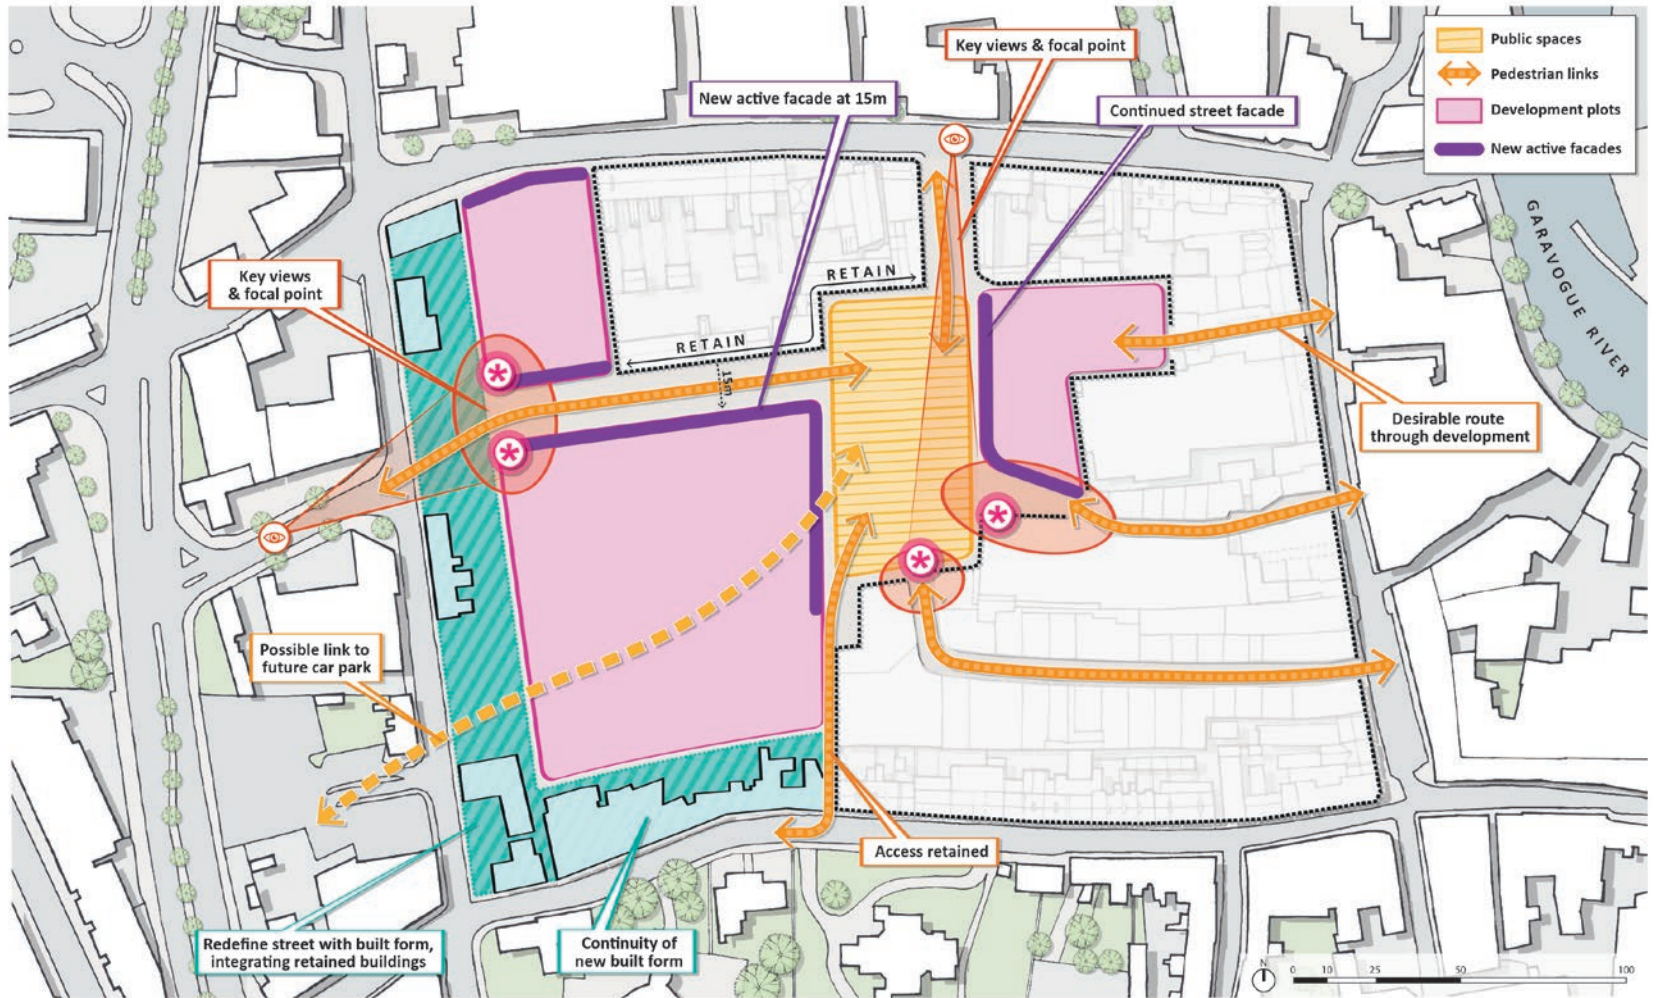 Key views & focal point
Public spaces
Pedestrian links
Development plots
New active facades
New active facade at 15m
Continued street facade
GARAVOGUE RIVER
Key views
& focal point
RETAIN
RETAIN
15m
Desirable route
through development
Possible link to
future car park
Access retained
Redefine street with built form,
integrating retained buildings
Continuity of
new built form
N
0 10 25 50 100